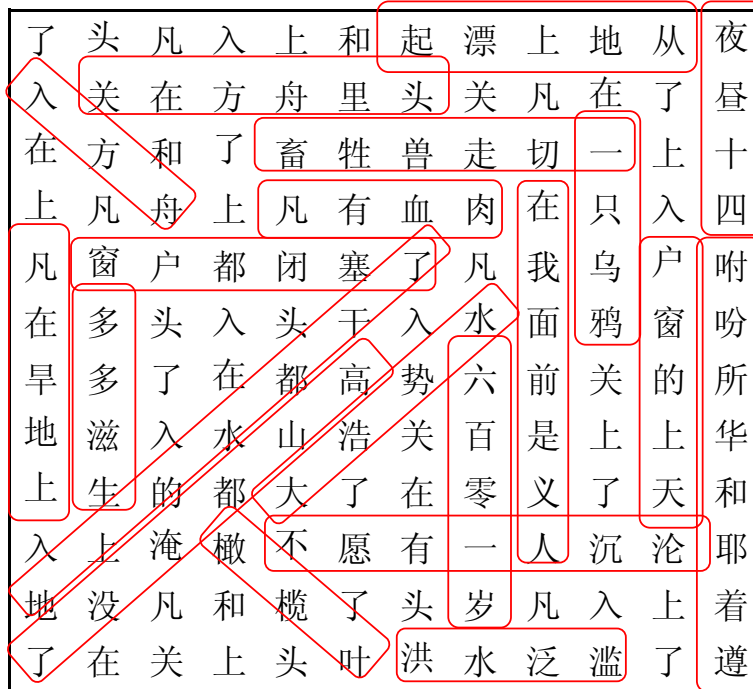 了头凡入上和起漂上地从夜
入关在方舟里头关凡在了昼
在方和了畜牲兽走切一上十
上凡舟上凡有血肉在只入四
凡窗户都闭塞了凡我乌户咐
在多头入头干入水面鸦窗吩
旱多了在都高势六前关的所
地滋入水山浩关百是上上华
上生的都大了在零义了天和
入上淹橄不愿有一人沉沦耶
地没凡和榄了头岁凡入上着
了在关上头叶洪水泛滥了遵